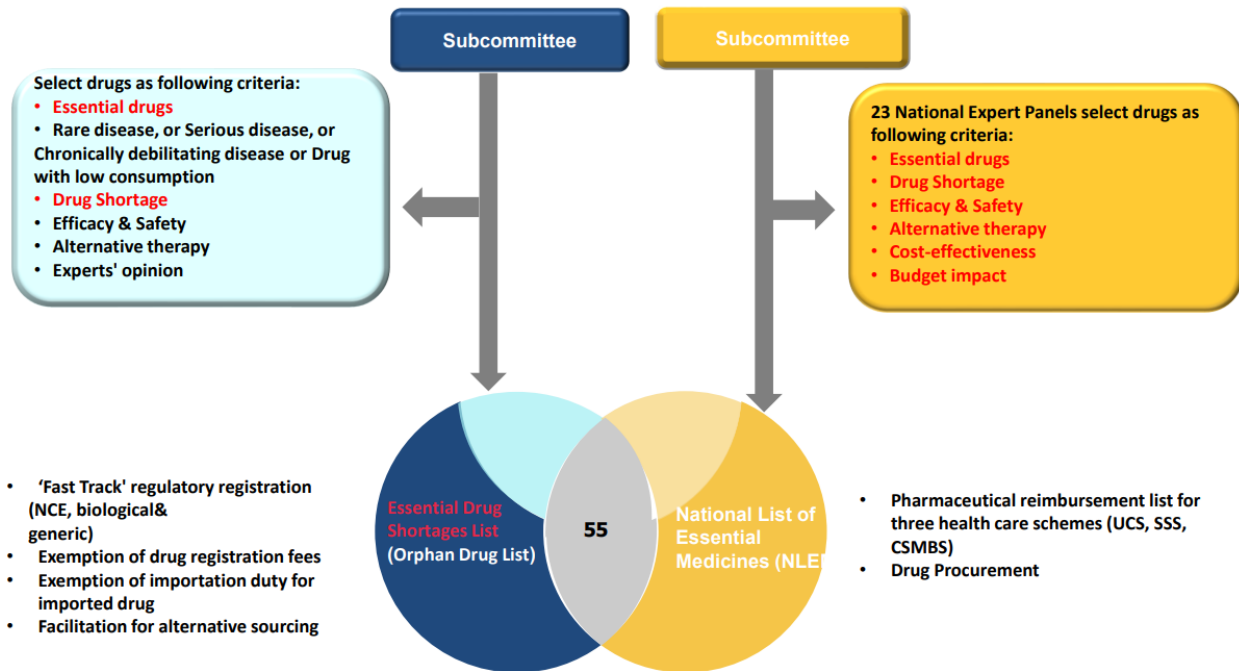 Subcommittee
Subcommittee
Select drugs as following criteria:
• Essential drugs
• Rare disease, or Serious disease, or
Chronically debilitating disease or Drug
with low consumption
• Drug Shortage
• Efficacy & Safety
• Alternative therapy
• Experts' opinion
23 National Expert Panels select drugs as
following criteria:
• Essential drugs
• Drug Shortage
• Efficacy & Safety
• Alternative therapy
• Cost-effectiveness
• Budget impact
• ‘Fast Track' regulatory registration
(NCE, biological&
generic)
• Exemption of drug registration fees
• Exemption of importation duty for
imported drug
• Facilitation for alternative sourcing
Essential Drug
Shortages List
(Orphan Drug List)
55
National List of
Essential
Medicines (NLE
• Pharmaceutical reimbursement list for
three health care schemes (UCS, SSS,
CSMBS)
• Drug Procurement